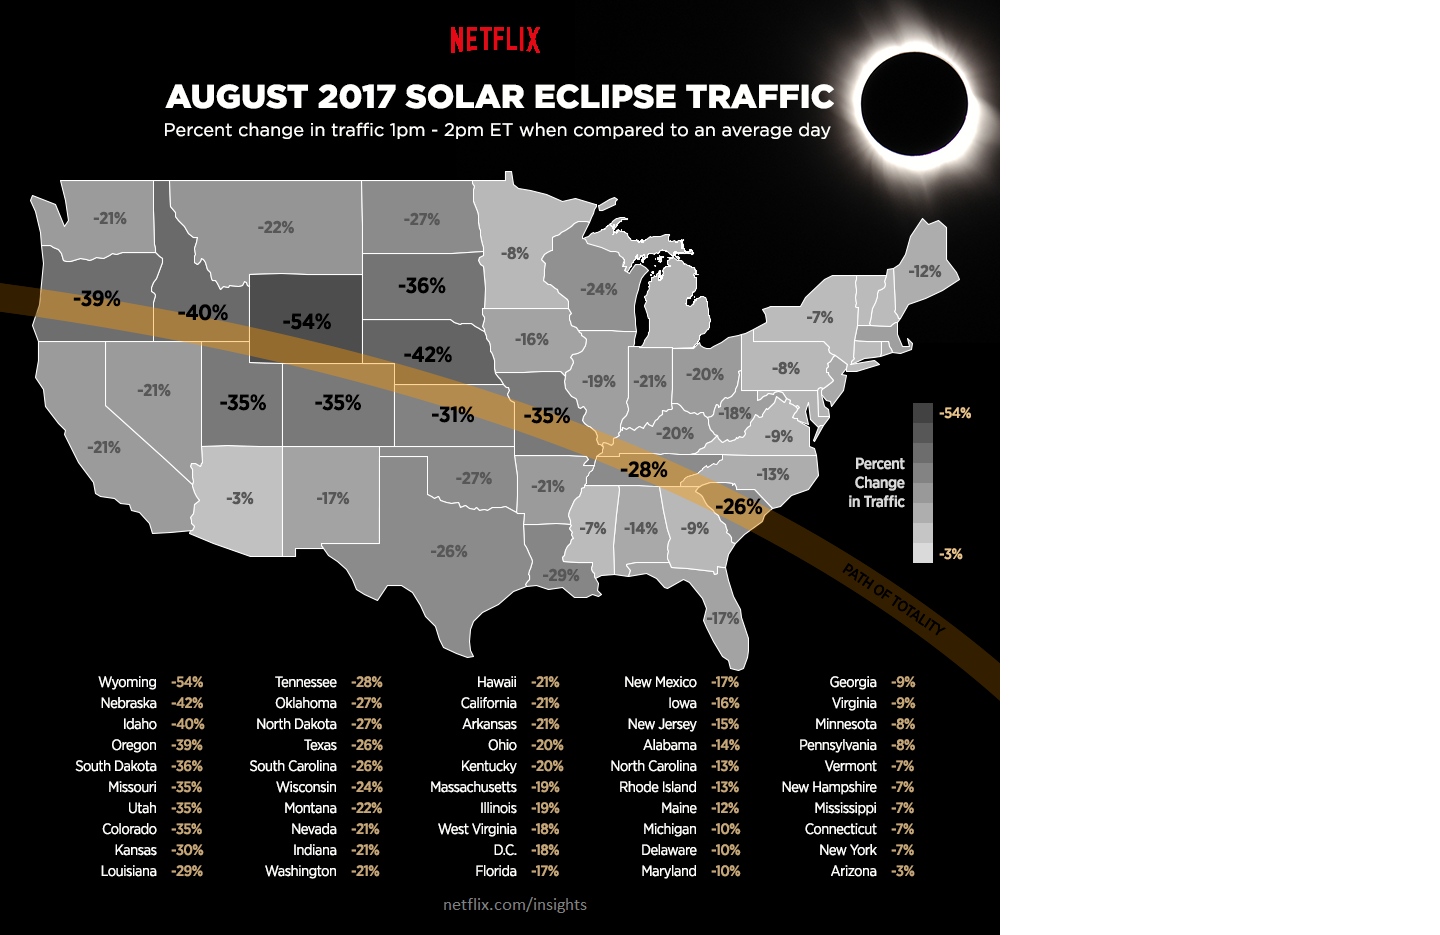 NETFLIX
AUGUST 2017 SOLAR ECLIPSE TRAFFIC
Percent change in traffic 1pm - 2pm ET when compared to an average day
-21%
-22%
-27%
-8%
-24%
-12%
-39%
-40%
-54%
-36%
-42%
-16%
-7%
-21%
-21%
-35%
-35%
-31%
-35%
-19%
-21%
-20%
-8%
-18%
-20%
-9%
-3%
-17%
-27%
-21%
-28%
-13%
-26%
-26%
-29%
-7%
-14%
-9%
-17%
-54%
Percent
Change
in Traffic
-3%
PATH OF TOTALITY
Wyoming -54%
Nebraska -42%
Idaho -40%
Oregon -39%
South Dakota -36%
Missouri -35%
Utah -35%
Colorado -35%
Kansas -30%
Louisiana -29%
Tennessee -28%
Oklahoma -27%
North Dakota -27%
Texas -26%
South Carolina -26%
Wisconsin -24%
Montana -22%
Nevada -21%
Indiana -21%
Washington -21%
Hawaii -21%
California -21%
Arkansas -21%
Ohio -20%
Kentucky -20%
Massachusetts -19%
Illinois -19%
West Virginia -18%
D.C. -18%
Florida -17%
New Mexico -17%
Iowa -16%
New Jersey -15%
Alabama -14%
North Carolina -13%
Rhode Island -13%
Maine -12%
Michigan -10%
Delaware -10%
Maryland -10%
Georgia -9%
Virginia -9%
Minnesota -8%
Pennsylvania -8%
Vermont -7%
New Hampshire -7%
Mississippi -7%
Connecticut -7%
New York -7%
Arizona -3%
netflix.com/insights